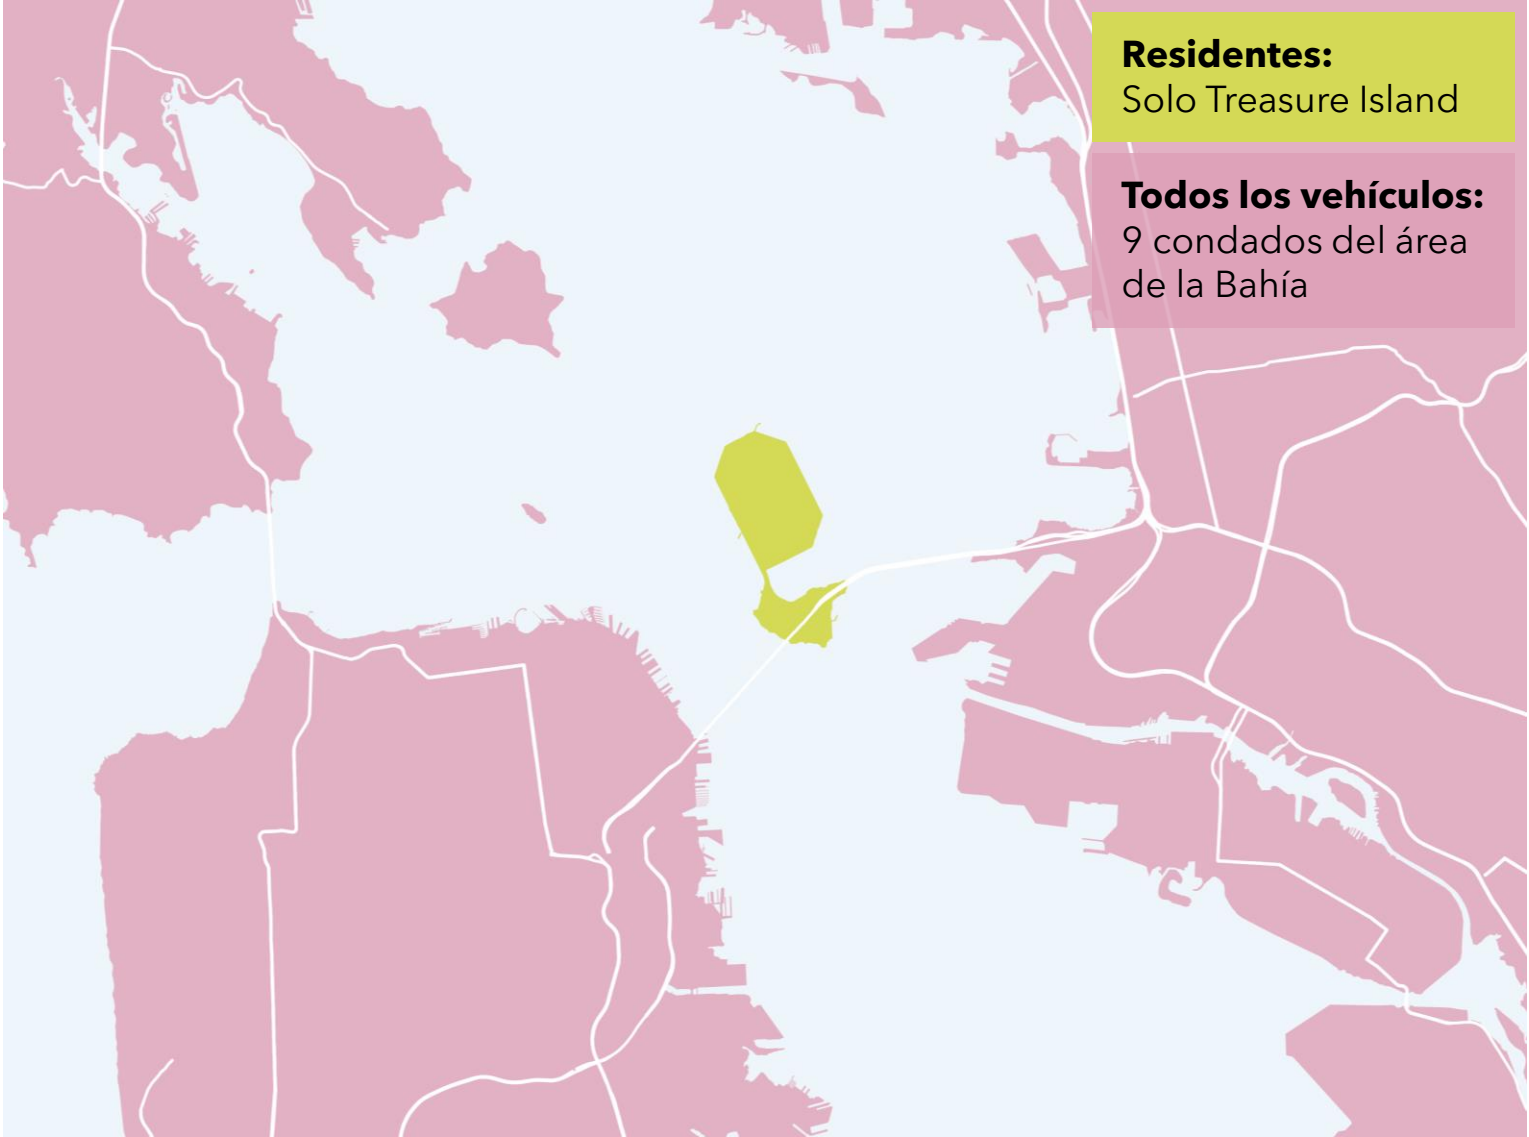 Residentes:
Solo Treasure Island
Todos los vehículos:
9 condados del área
de la Bahía